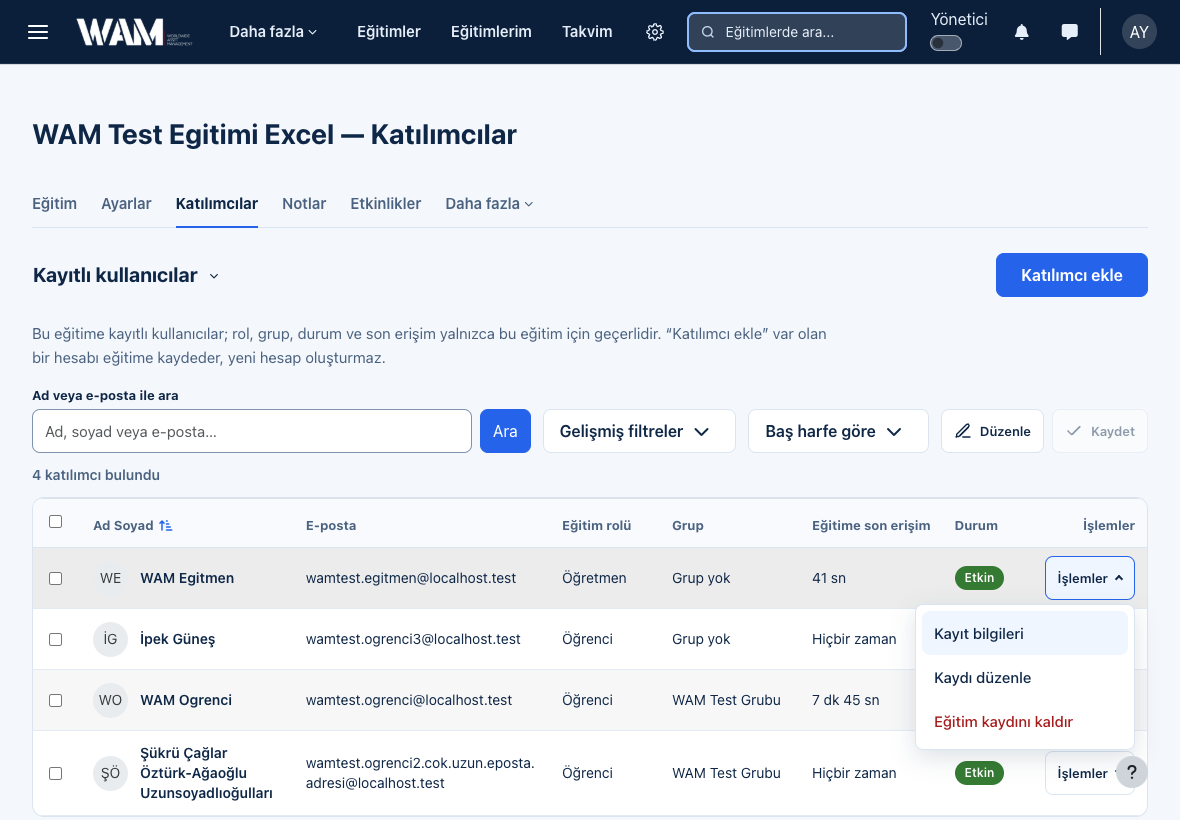 WAM WORLDWIDE ASSET MANAGEMENT
Daha fazla
Eğitimler
Eğitimlerim
Takvim
Eğitimlerde ara...
Yönetici
AY
WAM Test Egitimi Excel — Katılımcılar
Eğitim
Ayarlar
Katılımcılar
Notlar
Etkinlikler
Daha fazla
Kayıtlı kullanıcılar
Katılımcı ekle
Bu eğitime kayıtlı kullanıcılar; rol, grup, durum ve son erişim yalnızca bu eğitim için geçerlidir. “Katılımcı ekle” var olan
bir hesabı eğitime kaydeder, yeni hesap oluşturmaz.
Ad veya e-posta ile ara
Ad, soyad veya e-posta...
Ara
Gelişmiş filtreler
Baş harfe göre
Düzenle
Kaydet
4 katılımcı bulundu
Ad Soyad
E-posta
Eğitim rolü
Grup
Eğitime son erişim
Durum
İşlemler
WE
WAM Egitmen
wamtest.egitmen@localhost.test
Öğretmen
Grup yok
41 sn
Etkin
İşlemler
İG
İpek Güneş
wamtest.ogrenci3@localhost.test
Öğrenci
Grup yok
Hiçbir zaman
Kayıt bilgileri
Kaydı düzenle
Eğitim kaydını kaldır
WO
WAM Ogrenci
wamtest.ogrenci@localhost.test
Öğrenci
WAM Test Grubu
7 dk 45 sn
ŞÖ
Şükrü Çağlar
Öztürk-Ağaoğlu
Uzunsoyadlıoğulları
wamtest.ogrenci2.cok.uzun.eposta.
adresi@localhost.test
Öğrenci
WAM Test Grubu
Hiçbir zaman
Etkin
İşlemler
?